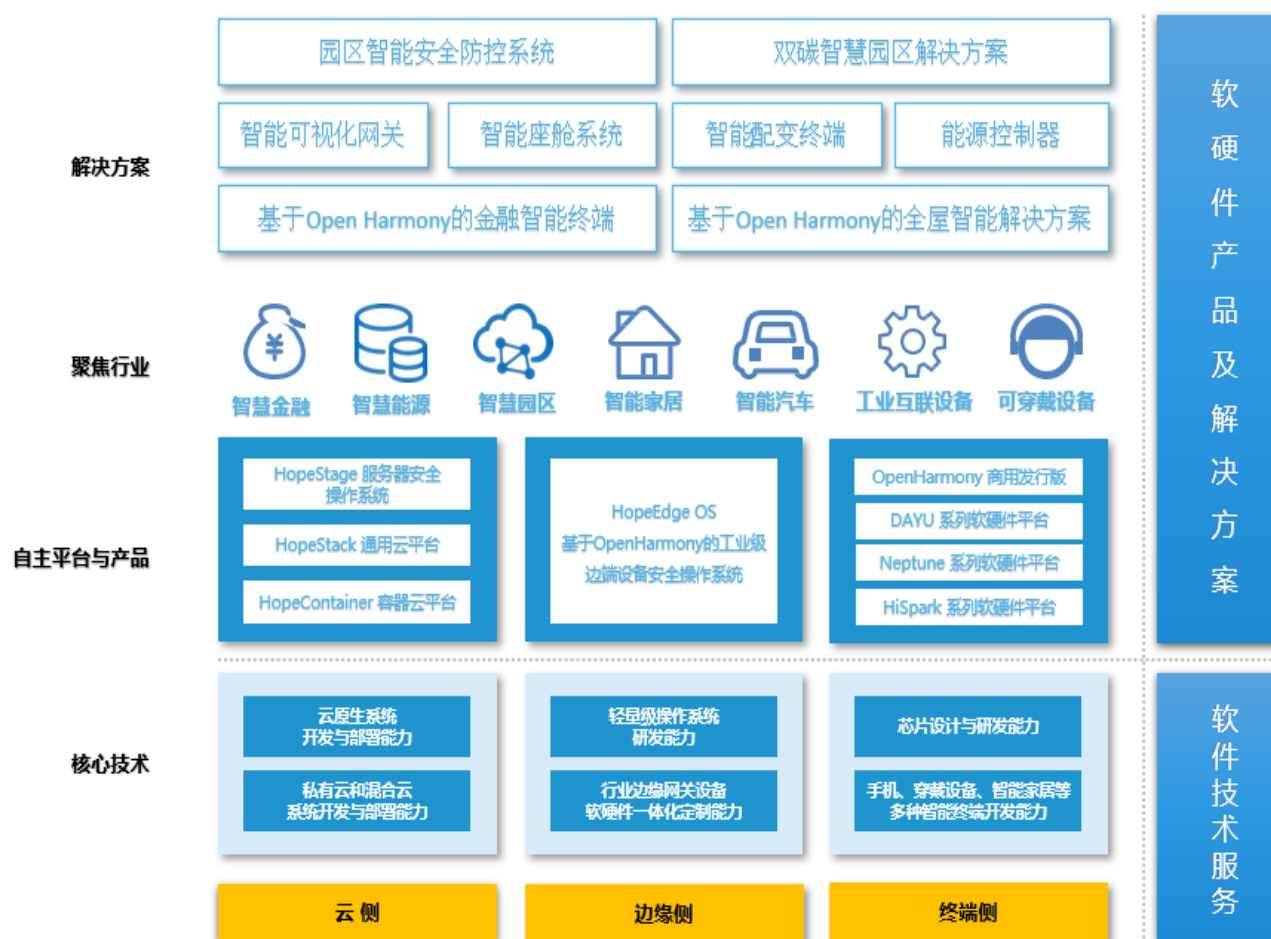 园区智能安全防控系统
双碳智慧园区解决方案
智能可视化网关
智能座舱系统
智能配变终端
能源控制器
解决方案
基于Open Harmony的金融智能终端
基于Open Harmony的全屋智能解决方案
聚焦行业
智慧金融
智慧能源
智慧园区
智能家居
智能汽车
工业互联设备
可穿戴设备
软硬件产品及解决方案
自主平台与产品
HopeStage 服务器安全
操作系统
HopeStack 通用云平台
HopeContainer 容器云平台
HopeEdge OS
基于OpenHarmony的工业级
边端设备安全操作系统
OpenHarmony 商用发行版
DAYU 系列软硬件平台
Neptune 系列软硬件平台
HiSpark 系列软硬件平台
核心技术
云原生系统
开发与部署能力
私有云和混合云
系统开发与部署能力
轻量级操作系统
研发能力
行业边缘网关设备
软硬件一体化定制能力
芯片设计与研发能力
手机、穿戴设备、智能家居等
多种智能终端开发能力
软件技术服务
云 侧
边缘侧
终端侧